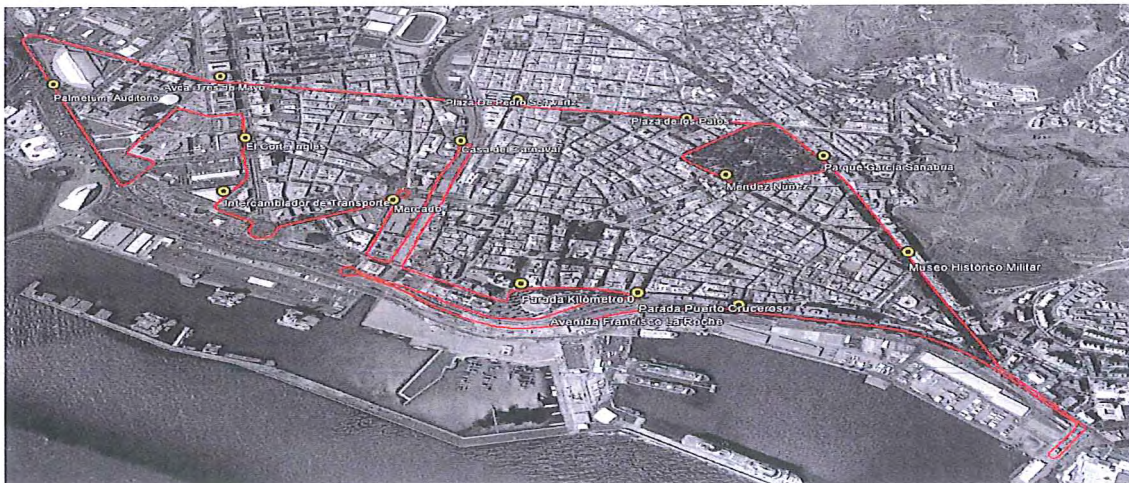 Palmetum Auditorio
Avda. Tres de Mayo
Plaza De Pedro Schwartz
Plaza de los Pato
El Corte Inglés
Casa del Carnaval
Parque García Sanabria
Méndez Núñez
Intercambiador de Transporte
Mercado
Museo Histórico Militar
Parada Kilómetro 0
Parada Puerto Cruceros
Avenida Francisco La Rocha